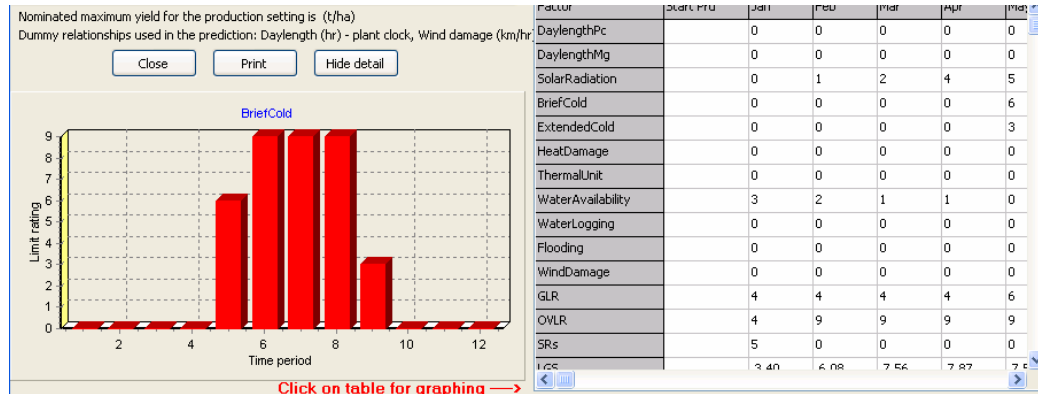 Nominated maximum yield for the production setting is (t/ha)
Dummy relationships used in the prediction: Daylength (hr) - plant clock, Wind damage (km/hr)
Close Print Hide detail
BriefCold
Limit rating
9
8
7
6
5
4
3
2
1
0
2 4 6 8 10 12
Time period
Click on table for graphing —>
Factor Start Prd Jan Feb Mar Apr May
DaylengthPc 0 0 0 0 0
DaylengthMg 0 0 0 0 0
SolarRadiation 0 1 2 4 5
BriefCold 0 0 0 0 6
ExtendedCold 0 0 0 0 3
HeatDamage 0 0 0 0 0
ThermalUnit 0 0 0 0 0
WaterAvailability 3 2 1 1 0
WaterLogging 0 0 0 0 0
Flooding 0 0 0 0 0
WindDamage 0 0 0 0 0
GLR 4 4 4 4 6
OVLR 4 9 9 9 9
SRs 5 0 0 0 0
LGS 3.40 6.08 7.56 7.87